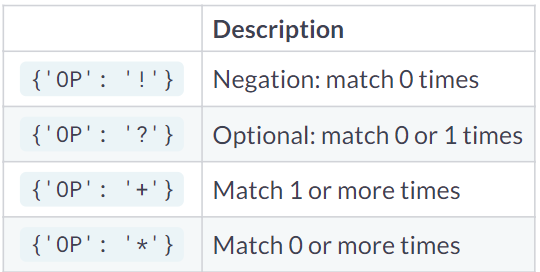 Description
{'OP': '!'} Negation: match 0 times
{'OP': '?'} Optional: match 0 or 1 times
{'OP': '+'} Match 1 or more times
{'OP': '*'} Match 0 or more times